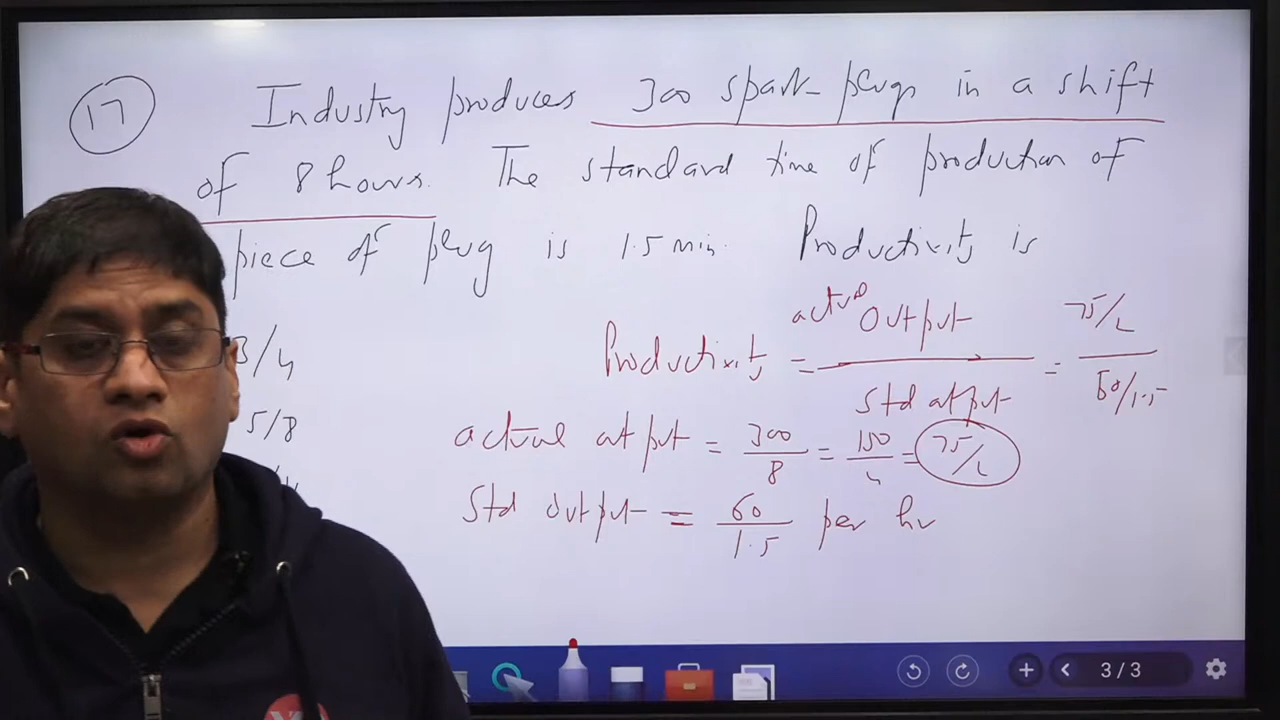 17
Industry produces 300 spark plugs in a shift
of 8 hours. The standard time of production of
piece of plug is 1.5 min. Productivity is
3/4
5/8
Productivity = actual Output / Std output = 75/2 / 60/1.5
actual output = 300/8 = 150/4 = 75/2
Std output = 60/1.5 per hr
3/3